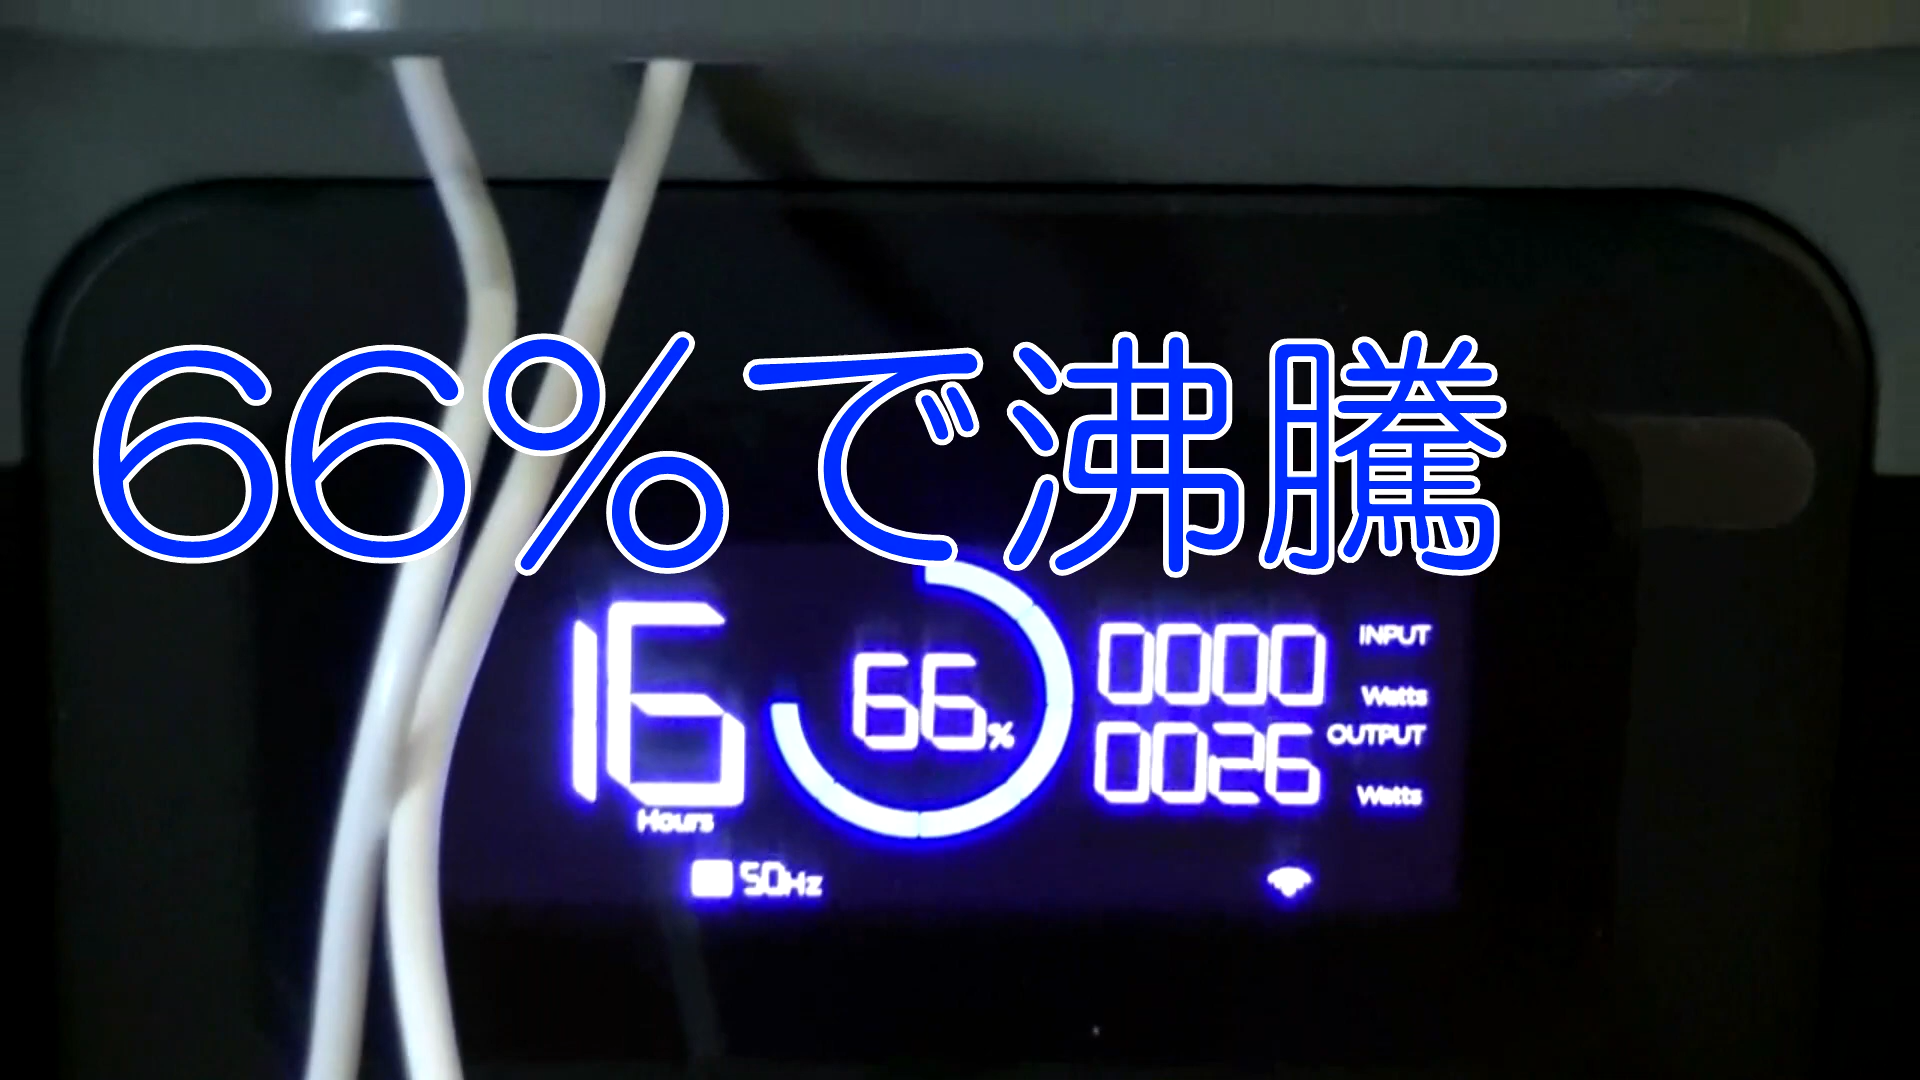 66%で沸騰
16
Hours
66%
0000 INPUT
Watts
0026 OUTPUT
Watts
50Hz